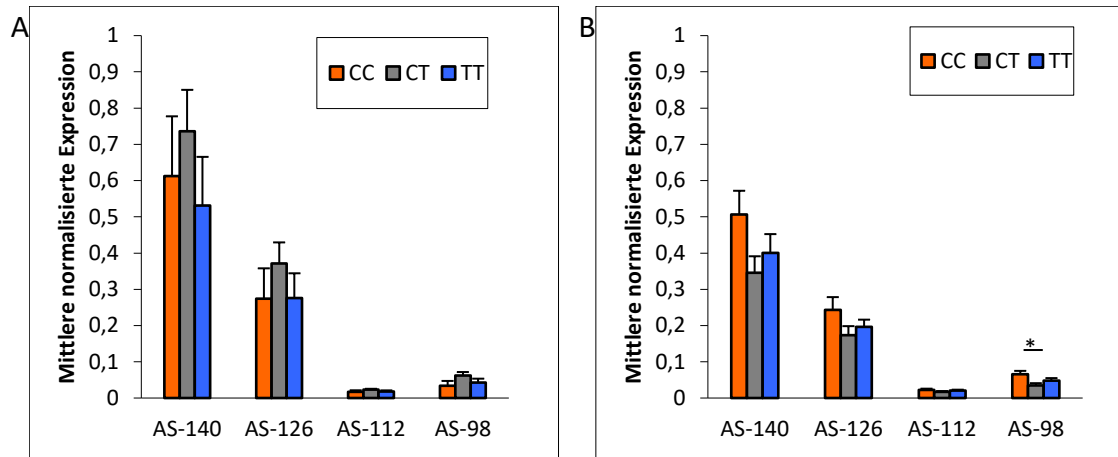 A
Mittlere normalisierte Expression
1
0,9
0,8
0,7
0,6
0,5
0,4
0,3
0,2
0,1
0
CC CT TT
AS-140 AS-126 AS-112 AS-98
B
Mittlere normalisierte Expression
1
0,9
0,8
0,7
0,6
0,5
0,4
0,3
0,2
0,1
0
CC CT TT
*
AS-140 AS-126 AS-112 AS-98